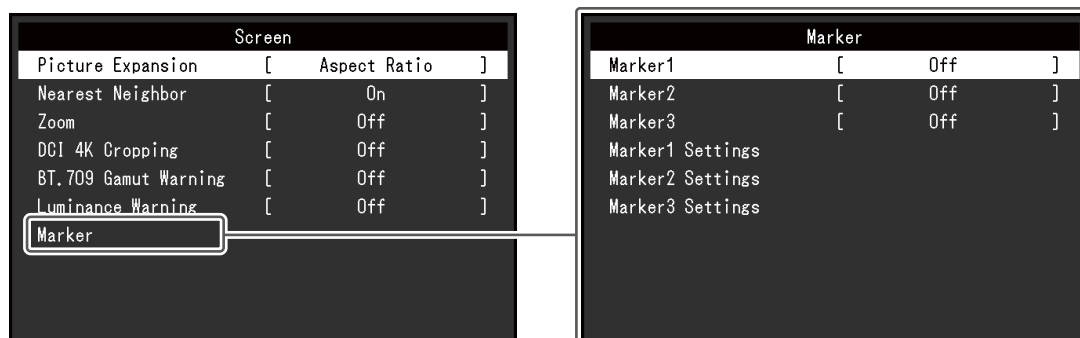 Screen
Picture Expansion [ Aspect Ratio ]
Nearest Neighbor [ On ]
Zoom [ Off ]
DCI 4K Cropping [ Off ]
BT.709 Gamut Warning [ Off ]
Luminance Warning [ Off ]
Marker
Marker
Marker1 [ Off ]
Marker2 [ Off ]
Marker3 [ Off ]
Marker1 Settings
Marker2 Settings
Marker3 Settings